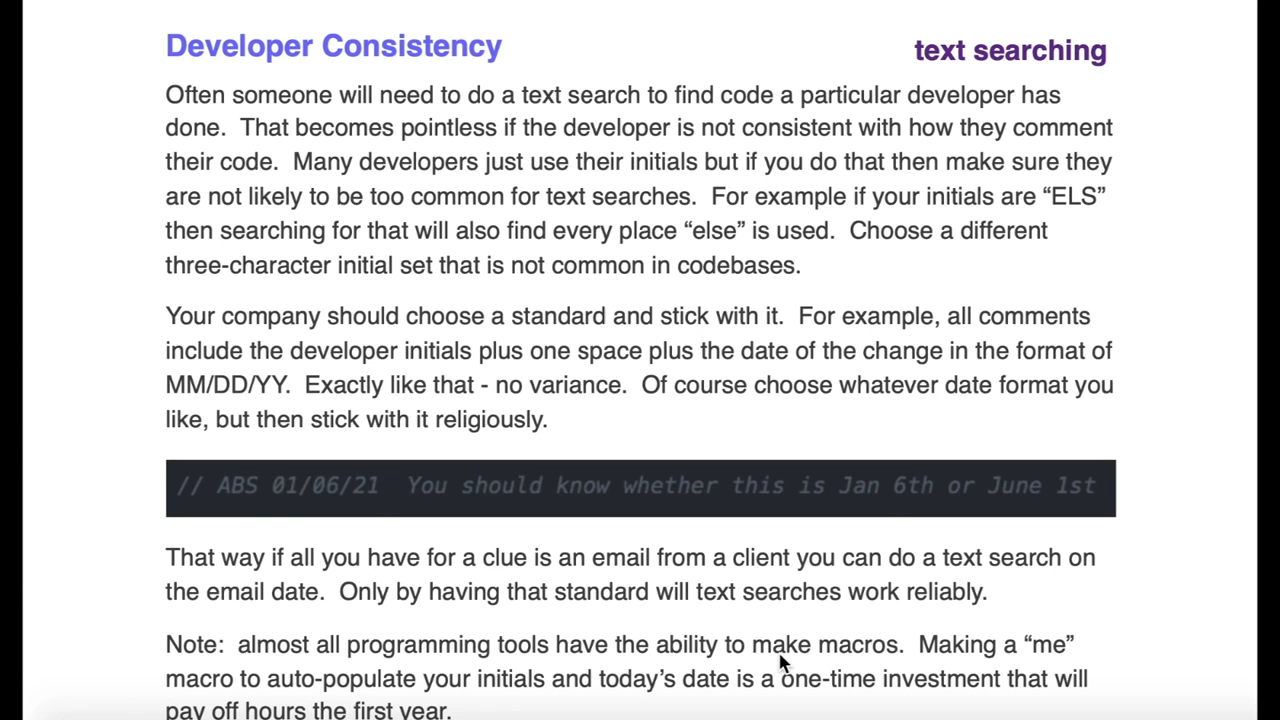 Developer Consistency
text searching
Often someone will need to do a text search to find code a particular developer has
done.  That becomes pointless if the developer is not consistent with how they comment
their code.  Many developers just use their initials but if you do that then make sure they
are not likely to be too common for text searches.  For example if your initials are “ELS”
then searching for that will also find every place “else” is used.  Choose a different
three-character initial set that is not common in codebases.
Your company should choose a standard and stick with it.  For example, all comments
include the developer initials plus one space plus the date of the change in the format of
MM/DD/YY.  Exactly like that - no variance.  Of course choose whatever date format you
like, but then stick with it religiously.
// ABS 01/06/21  You should know whether this is Jan 6th or June 1st
That way if all you have for a clue is an email from a client you can do a text search on
the email date.  Only by having that standard will text searches work reliably.
Note:  almost all programming tools have the ability to make macros.  Making a “me”
macro to auto-populate your initials and today’s date is a one-time investment that will
pay off hours the first year.